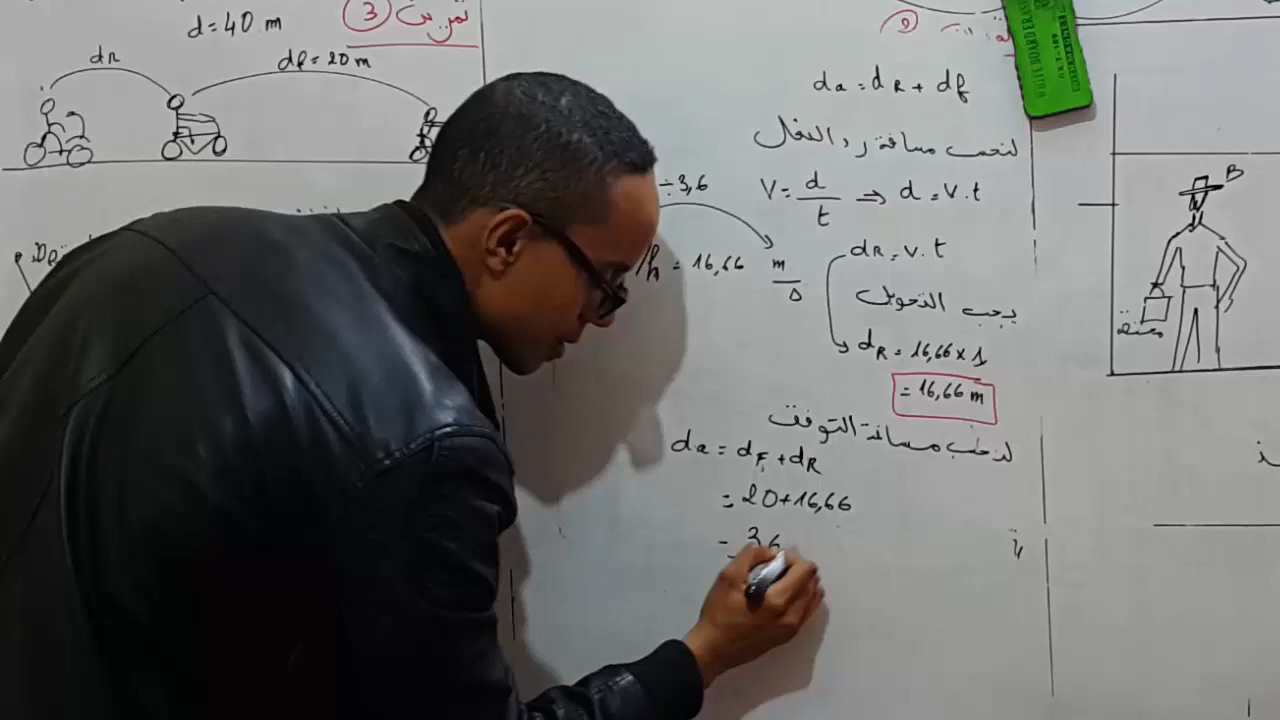 d = 40 m
تمرين 3
dR
df = 20 m
÷3,6
/h = 16,66 m/s
da = dR + df
لنحسب مسافة رد الفعل
V = d/t ⇒ d = V.t
dR = V.t
يجب التحويل
dR = 16,66 × 1
= 16,66 m
لنحسب مسافة التوقف
da = dF + dR
= 20 + 16,66
= 36
B